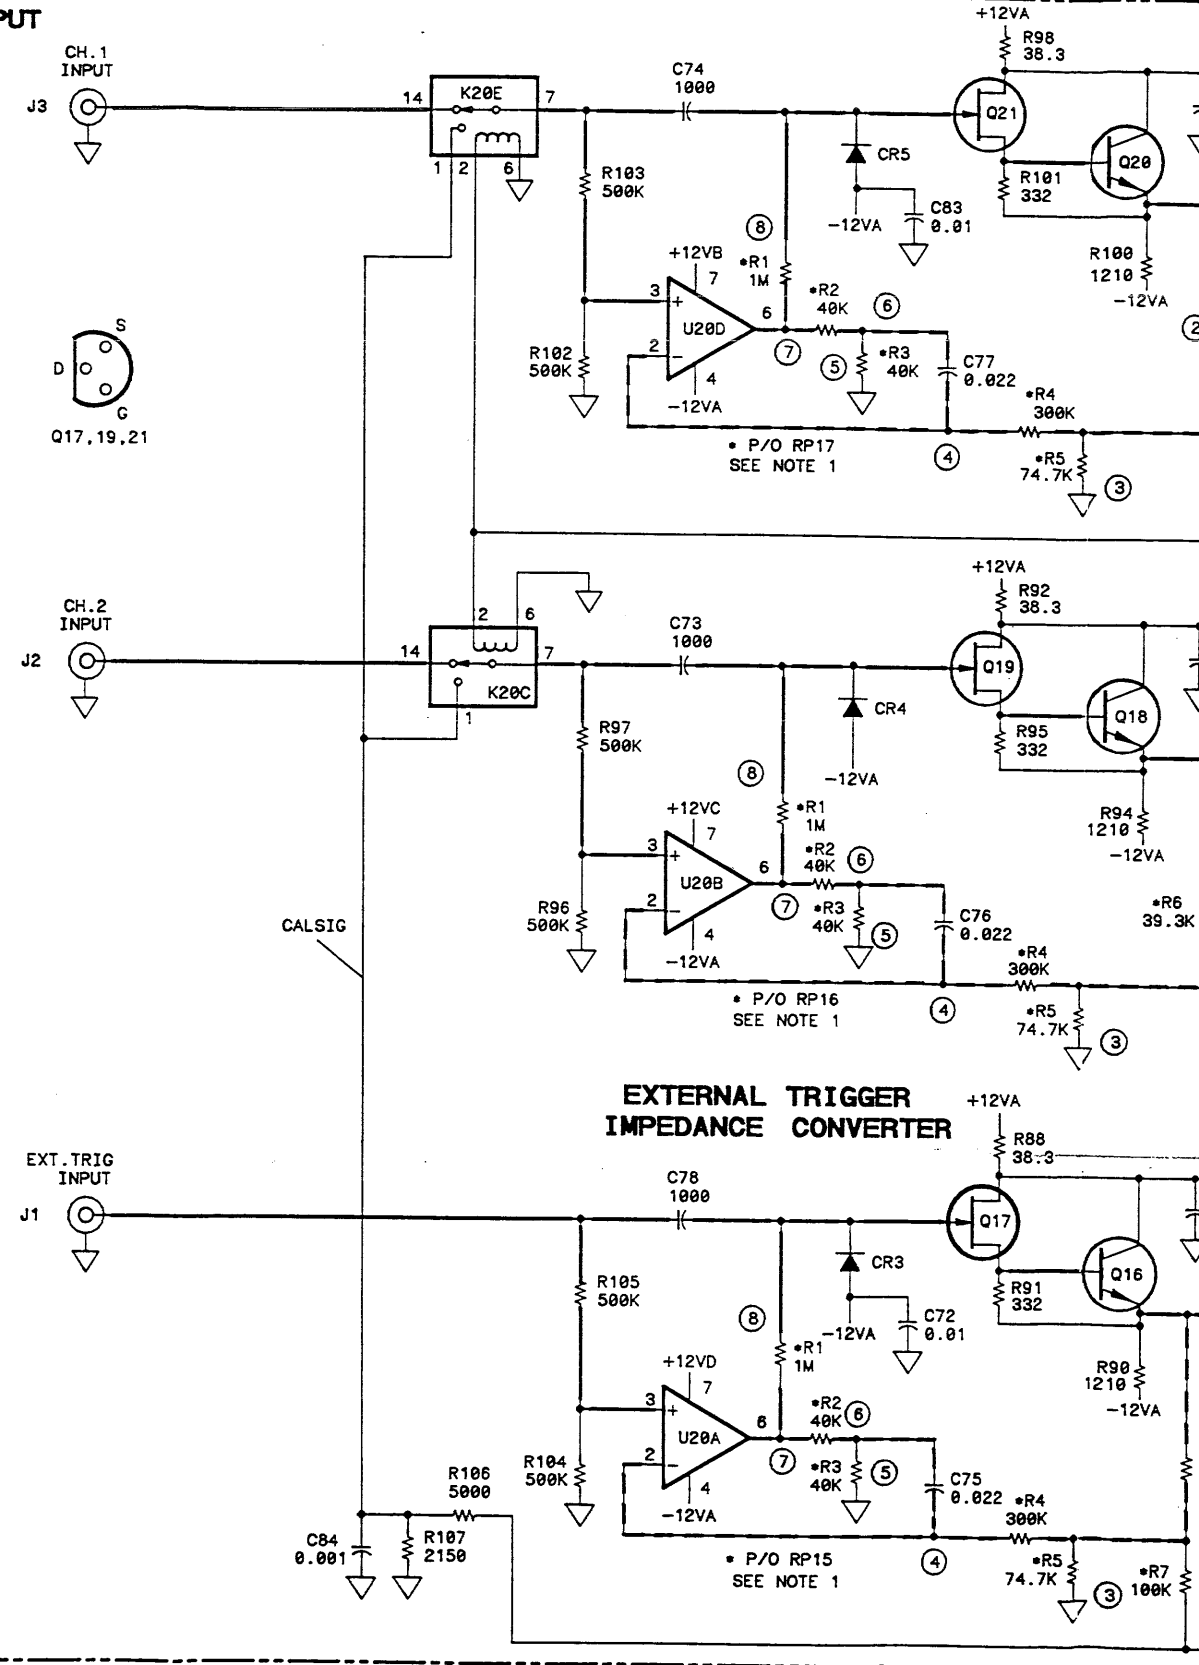 PUT
+12VA
R98
38.3
CH.1
INPUT
J3
14
K20E
7
1
2
6
C74
1000
Q21
Q20
R101
332
R103
500K
CR5
-12VA
C83
0.01
R100
1210
-12VA
8
+12VB
7
*R1
1M
3
+
U20D
6
2
-
4
-12VA
7
*R2
40K
6
5
*R3
40K
C77
0.022
R102
500K
2
S
D
G
Q17,19,21
* P/O RP17
SEE NOTE 1
4
*R4
300K
*R5
74.7K
3
+12VA
R92
38.3
CH.2
INPUT
J2
14
2
6
7
K20C
1
C73
1000
Q19
Q18
R95
332
R97
500K
CR4
-12VA
R94
1210
-12VA
8
+12VC
7
*R1
1M
3
+
U20B
6
2
-
4
-12VA
7
*R2
40K
6
*R3
40K
5
C76
0.022
R96
500K
*R6
39.3K
CALSIG
* P/O RP16
SEE NOTE 1
4
*R4
300K
*R5
74.7K
3
EXTERNAL TRIGGER
IMPEDANCE CONVERTER
+12VA
R88
38.3
EXT.TRIG
INPUT
J1
C78
1000
Q17
Q16
R91
332
R105
500K
CR3
-12VA
C72
0.01
R90
1210
-12VA
8
+12VD
7
*R1
1M
3
+
U20A
6
2
-
4
-12VA
7
*R2
40K
6
*R3
40K
5
C75
0.022
R104
500K
R106
5000
C84
0.001
R107
2150
* P/O RP15
SEE NOTE 1
4
*R4
300K
*R5
74.7K
3
*R7
100K